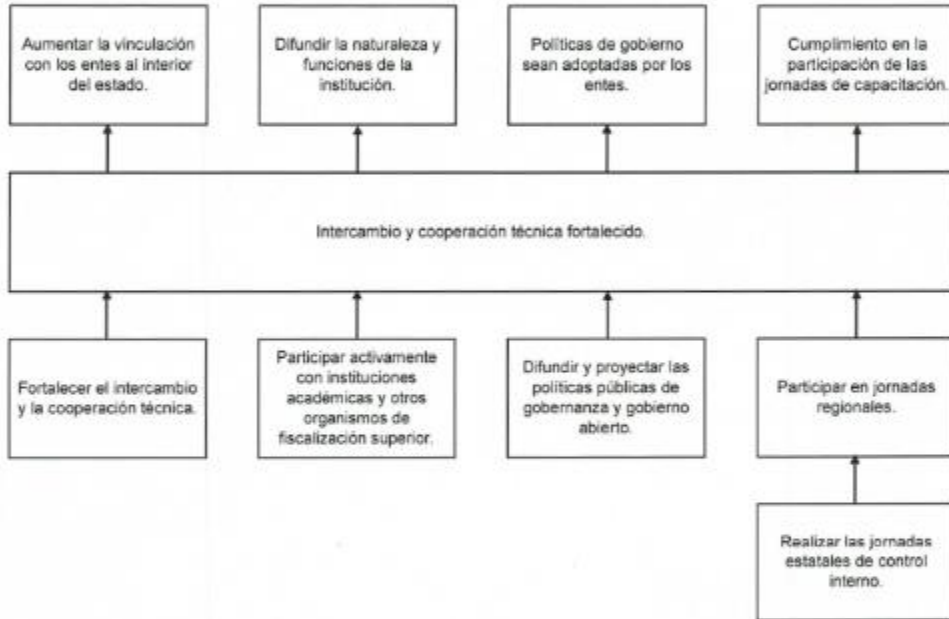 Aumentar la vinculación
con los entes al interior
del estado.
Difundir la naturaleza y
funciones de la
institución.
Políticas de gobierno
sean adoptadas por los
entes.
Cumplimiento en la
participación de las
jornadas de capacitación.
Intercambio y cooperación técnica fortalecido.
Fortalecer el intercambio
y la cooperación técnica.
Participar activamente
con instituciones
académicas y otros
organismos de
fiscalización superior.
Difundir y proyectar las
políticas públicas de
gobernanza y gobierno
abierto.
Participar en jornadas
regionales.
Realizar las jornadas
estatales de control
interno.